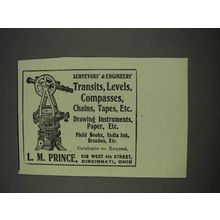 SURVEYORS' & ENGINEERS'
Transits, Levels,
Compasses,
Chains, Tapes, Etc.
Drawing Instruments,
Paper, Etc.
Field Books, India Ink,
Brushes, Etc.
Catalogue on Request.
L. M. PRINCE,
108 WEST 4th STREET,
CINCINNATI, OHIO